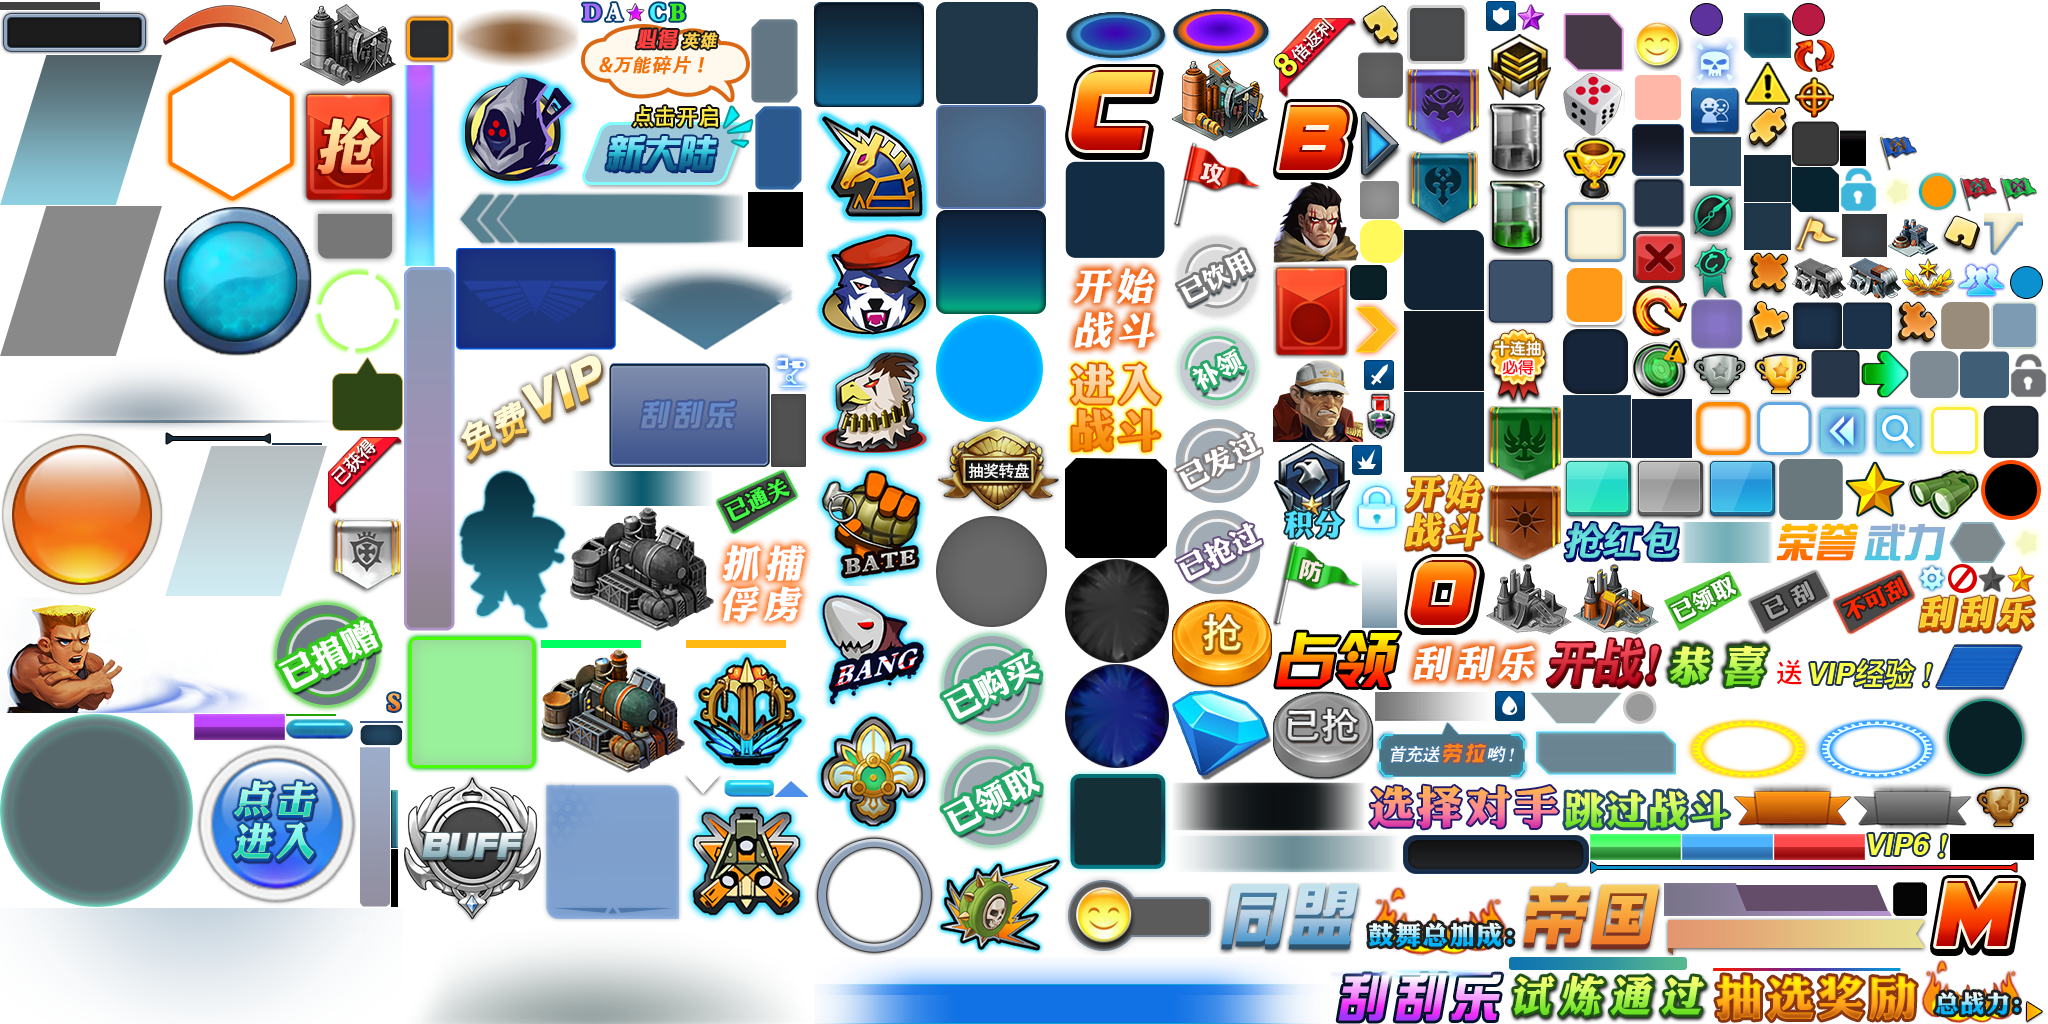 DA★CB
必得英雄
&万能碎片！
点击开启
新大陆
抢
8倍返利
C
B
攻
开始
战斗
已饮用
补领
进入
战斗
十连抽
必得
免费VIP
刮刮乐
已获得
已通关
抽奖转盘
已发过
已抢过
积分
开始
战斗
抢红包
荣誉
武力
抓捕
俘虏
BATE
防
O
已领取
已刮
不可刮
刮刮乐
已捐赠
BANG
已购买
抢
占领
刮刮乐
开战!
恭喜
送
VIP经验！
S
已抢
首充送劳拉哟!
点击
进入
BUFF
已领取
选择对手
跳过战斗
VIP6！
同盟
鼓舞总加成:
帝国
M
刮刮乐
试炼通过
抽选奖励
总战力: